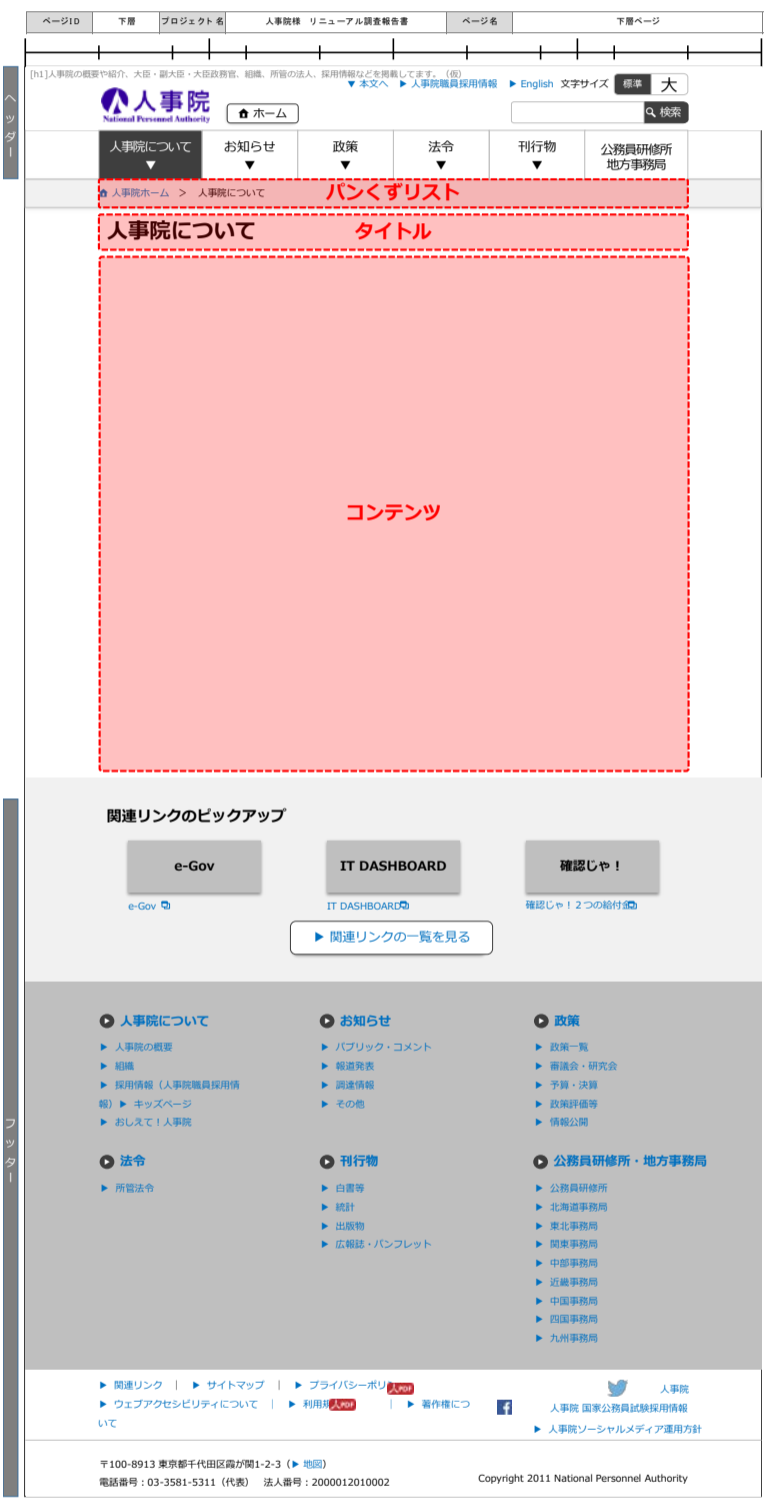 ページID 下層 プロジェクト名 人事院様 リニューアル調査報告書 ページ名 下層ページ
ヘッダー
[h1]人事院の概要や紹介、大臣・副大臣・大臣政務官、組織、所管の法人、採用情報などを掲載してます。（仮)
▼ 本文へ ▶ 人事院職員採用情報 ▶ English 文字サイズ 標準 大
人事院
National Personnel Authority
ホーム
検索
人事院について ▼
お知らせ ▼
政策 ▼
法令 ▼
刊行物 ▼
公務員研修所
地方事務局
人事院ホーム ＞ 人事院について
パンくずリスト
人事院について
タイトル
コンテンツ
フッター
関連リンクのピックアップ
e-Gov IT DASHBOARD 確認じゃ！
e-Gov IT DASHBOARD 確認じゃ！２つの給付金
▶ 関連リンクの一覧を見る
人事院について
▶ 人事院の概要
▶ 組織
▶ 採用情報（人事院職員採用情
報）▶ キッズページ
▶ おしえて！人事院
お知らせ
▶ パブリック・コメント
▶ 報道発表
▶ 調達情報
▶ その他
政策
▶ 政策一覧
▶ 審議会・研究会
▶ 予算・決算
▶ 政策評価等
▶ 情報公開
法令
▶ 所管法令
刊行物
▶ 白書等
▶ 統計
▶ 出版物
▶ 広報誌・パンフレット
公務員研修所・地方事務局
▶ 公務員研修所
▶ 北海道事務局
▶ 東北事務局
▶ 関東事務局
▶ 中部事務局
▶ 近畿事務局
▶ 中国事務局
▶ 四国事務局
▶ 九州事務局
▶ 関連リンク ｜ ▶ サイトマップ ｜ ▶ プライバシーポリ PDF
▶ ウェブアクセシビリティについて ｜ ▶ 利用規 PDF ｜ ▶ 著作権につ
いて
人事院
人事院 国家公務員試験採用情報
▶ 人事院ソーシャルメディア運用方針
〒100-8913 東京都千代田区霞が関1-2-3（▶ 地図）
電話番号：03-3581-5311（代表） 法人番号：2000012010002
Copyright 2011 National Personnel Authority